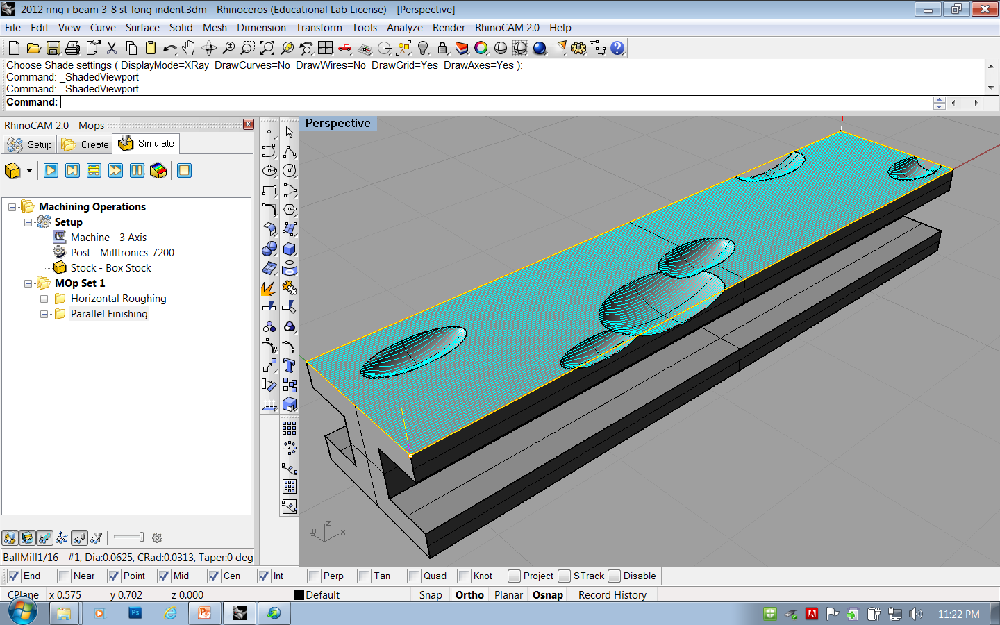 2012 ring i beam 3-8 st-long indent.3dm - Rhinoceros (Educational Lab License) - [Perspective]
File Edit View Curve Surface Solid Mesh Dimension Transform Tools Analyze Render RhinoCAM 2.0 Help
Choose Shade settings ( DisplayMode=XRay DrawCurves=No DrawWires=No DrawGrid=Yes DrawAxes=Yes ):
Command: _ShadedViewport
Command: _ShadedViewport
Command:
RhinoCAM 2.0 - Mops
Setup Create Simulate
Perspective
Machining Operations
Setup
Machine - 3 Axis
Post - Milltronics-7200
Stock - Box Stock
MOp Set 1
Horizontal Roughing
Parallel Finishing
z
y
x
BallMill1/16 - #1, Dia:0.0625, CRad:0.0313, Taper:0 deg
End Near Point Mid Cen Int Perp Tan Quad Knot Project STrack Disable
CPlane x 0.575 y 0.702 z 0.000 Default Snap Ortho Planar Osnap Record History
Ps
11:22 PM